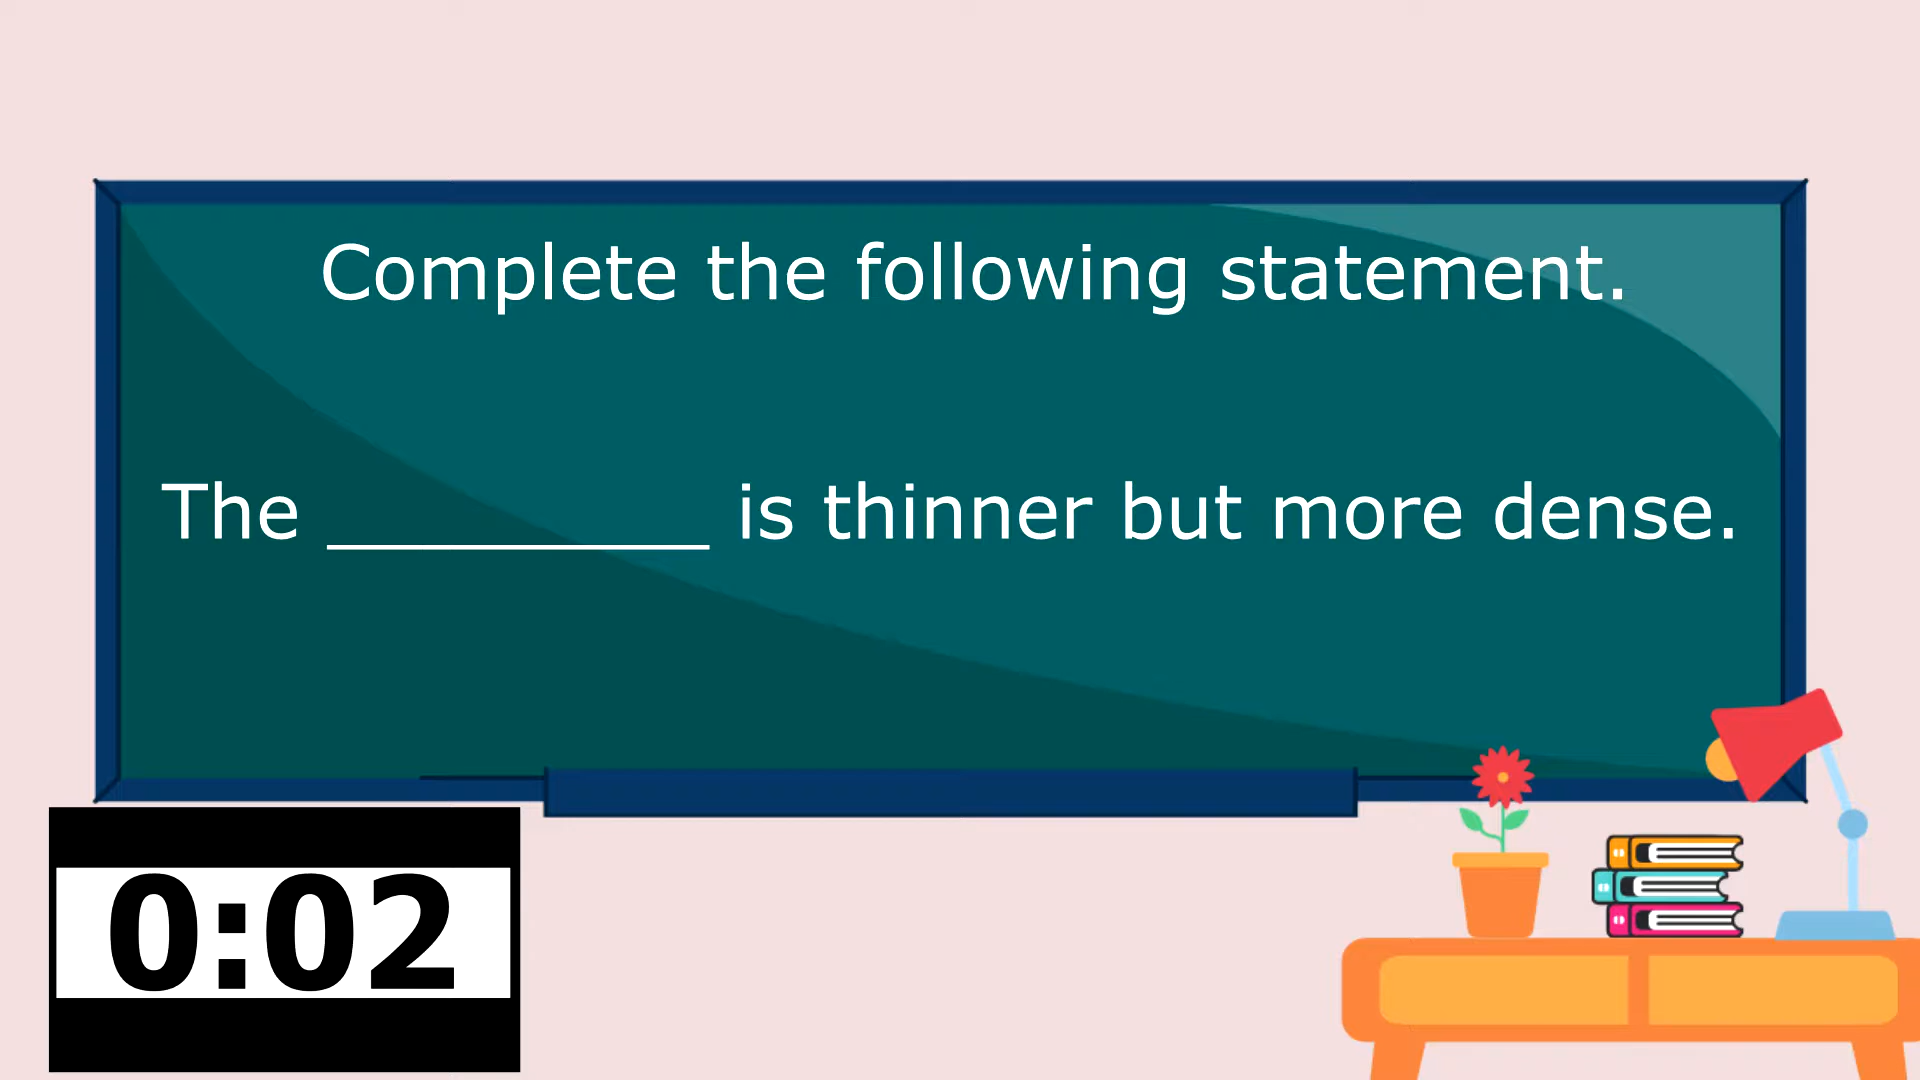 Complete the following statement.
The __________ is thinner but more dense.
0:02